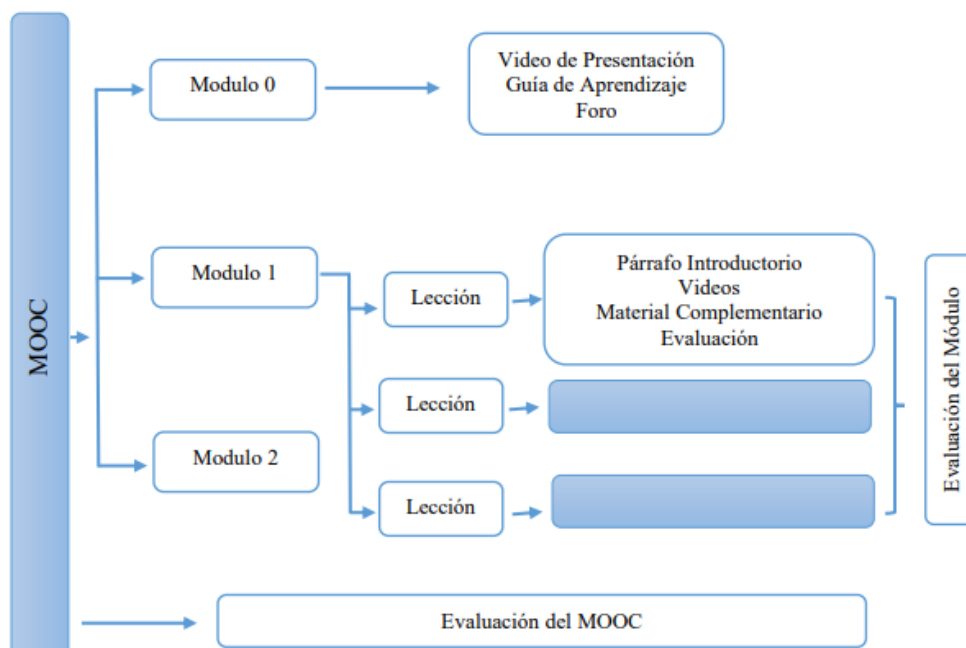 MOOC
Modulo 0
Video de Presentación
Guía de Aprendizaje
Foro
Modulo 1
Lección
Párrafo Introductorio
Videos
Material Complementario
Evaluación
Lección
Modulo 2
Lección
Evaluación del Módulo
Evaluación del MOOC